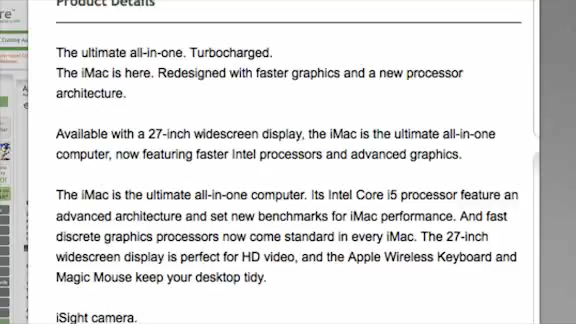 Product Details
The ultimate all-in-one. Turbocharged.
The iMac is here. Redesigned with faster graphics and a new processor
architecture.
Available with a 27-inch widescreen display, the iMac is the ultimate all-in-one
computer, now featuring faster Intel processors and advanced graphics.
The iMac is the ultimate all-in-one computer. Its Intel Core i5 processor feature an
advanced architecture and set new benchmarks for iMac performance. And fast
discrete graphics processors now come standard in every iMac. The 27-inch
widescreen display is perfect for HD video, and the Apple Wireless Keyboard and
Magic Mouse keep your desktop tidy.
iSight camera.